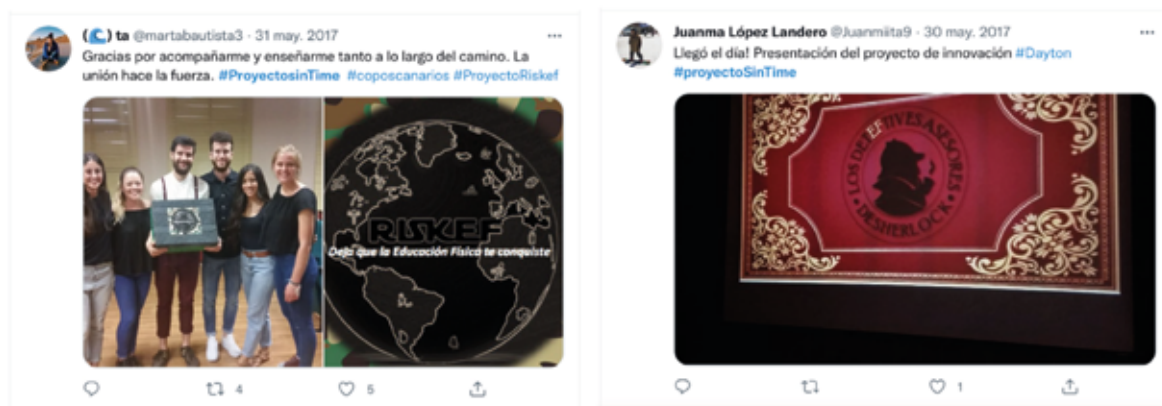 (🌊) ta @martabautista3 · 31 may. 2017
Gracias por acompañarme y enseñarme tanto a lo largo del camino. La
unión hace la fuerza. #ProyectosinTime #coposcanarios #ProyectoRiskef
RISKEF
Deja que la Educación Física te conquiste
4
5
Juanma López Landero @Juanmiita9 · 30 may. 2017
Llegó el día! Presentación del proyecto de innovación #Dayton
#proyectoSinTime
LOS DETECTIVES ASESORES
DESHERLOCK
1